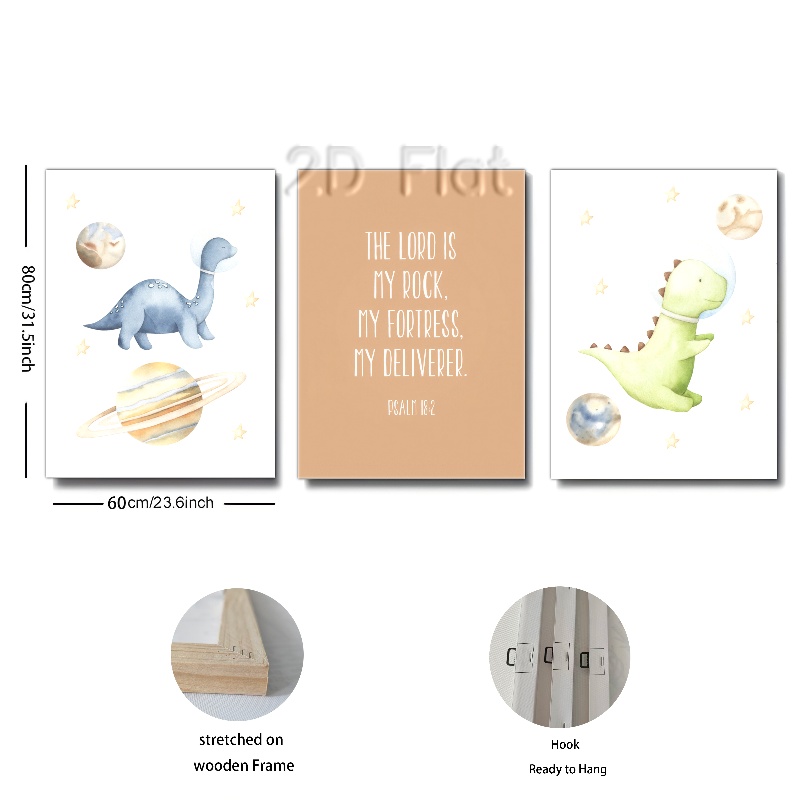 2.D Flat
THE LORD IS
MY ROCK,
MY FORTRESS,
MY DELIVERER.
PSALM 18:2
80cm/31.5inch
60cm/23.6inch
stretched on
wooden Frame
Hook
Ready to Hang